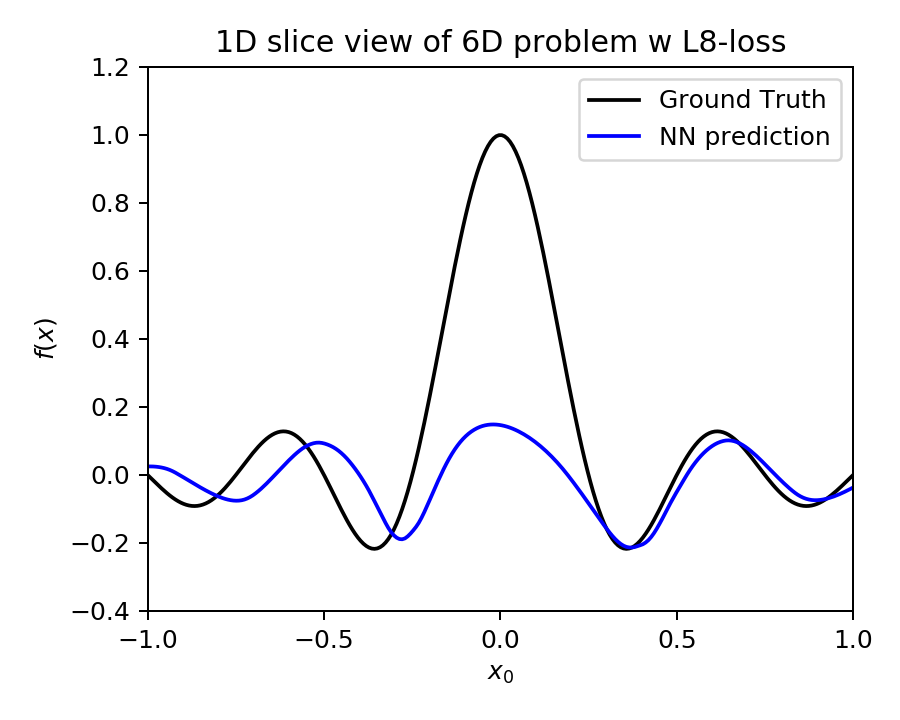 1D slice view of 6D problem w L8-loss
1.2
1.0
0.8
0.6
0.4
0.2
0.0
−0.2
−0.4
f(x)
Ground Truth
NN prediction
−1.0 −0.5 0.0 0.5 1.0
x₀